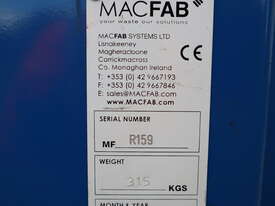 MACFAB
your waste our solutions
MACFAB SYSTEMS LTD
Lisnakeeney
Magheracloone
Carrickmacross
Co. Monaghan Ireland
T: +353 (0) 42 9667193
F: +353 (0) 42 9667846
E: sales@MACFAB.COM
www.MACFAB.COM
CE
SERIAL NUMBER
MF R159
WEIGHT
315 KGS
MONTH & YEAR